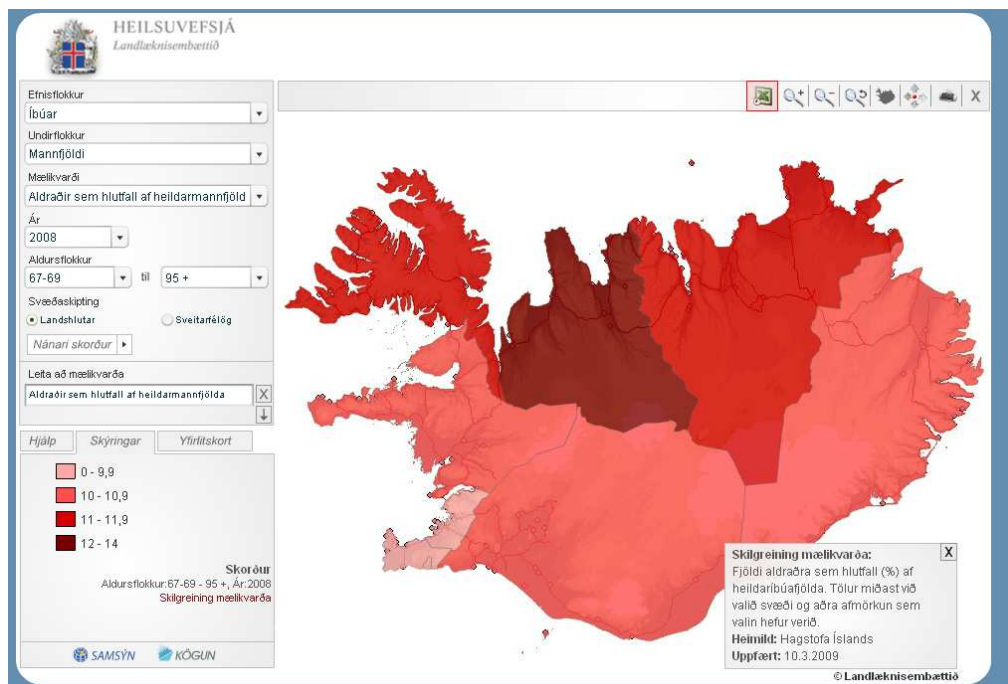 HEILSUVEFSJÁ
Landlæknisembættið
Efnisflokkur
Íbúar
Undirflokkur
Mannfjöldi
Mælikvarði
Aldraðir sem hlutfall af heildarmannfjöld
Ár
2008
Aldursflokkur
67-69 til 95 +
Svæðaskipting
Landshlutar Sveitarfélög
Nánari skorður
Leita að mælikvarða
Aldraðir sem hlutfall af heildarmannfjölda X
Hjálp Skýringar Yfirlitskort
0 - 9,9
10 - 10,9
11 - 11,9
12 - 14
Skorður
Aldursflokkur:67-69 - 95 +, Ár:2008
Skilgreining mælikvarða
SAMSÝN KÖGUN
X
Skilgreining mælikvarða: X
Fjöldi aldraðra sem hlutfall (%) af
heildaríbúafjölda. Tölur miðast við
valið svæði og aðra afmörkun sem
valin hefur verið.
Heimild: Hagstofa Íslands
Uppfært: 10.3.2009
© Landlæknisembættið